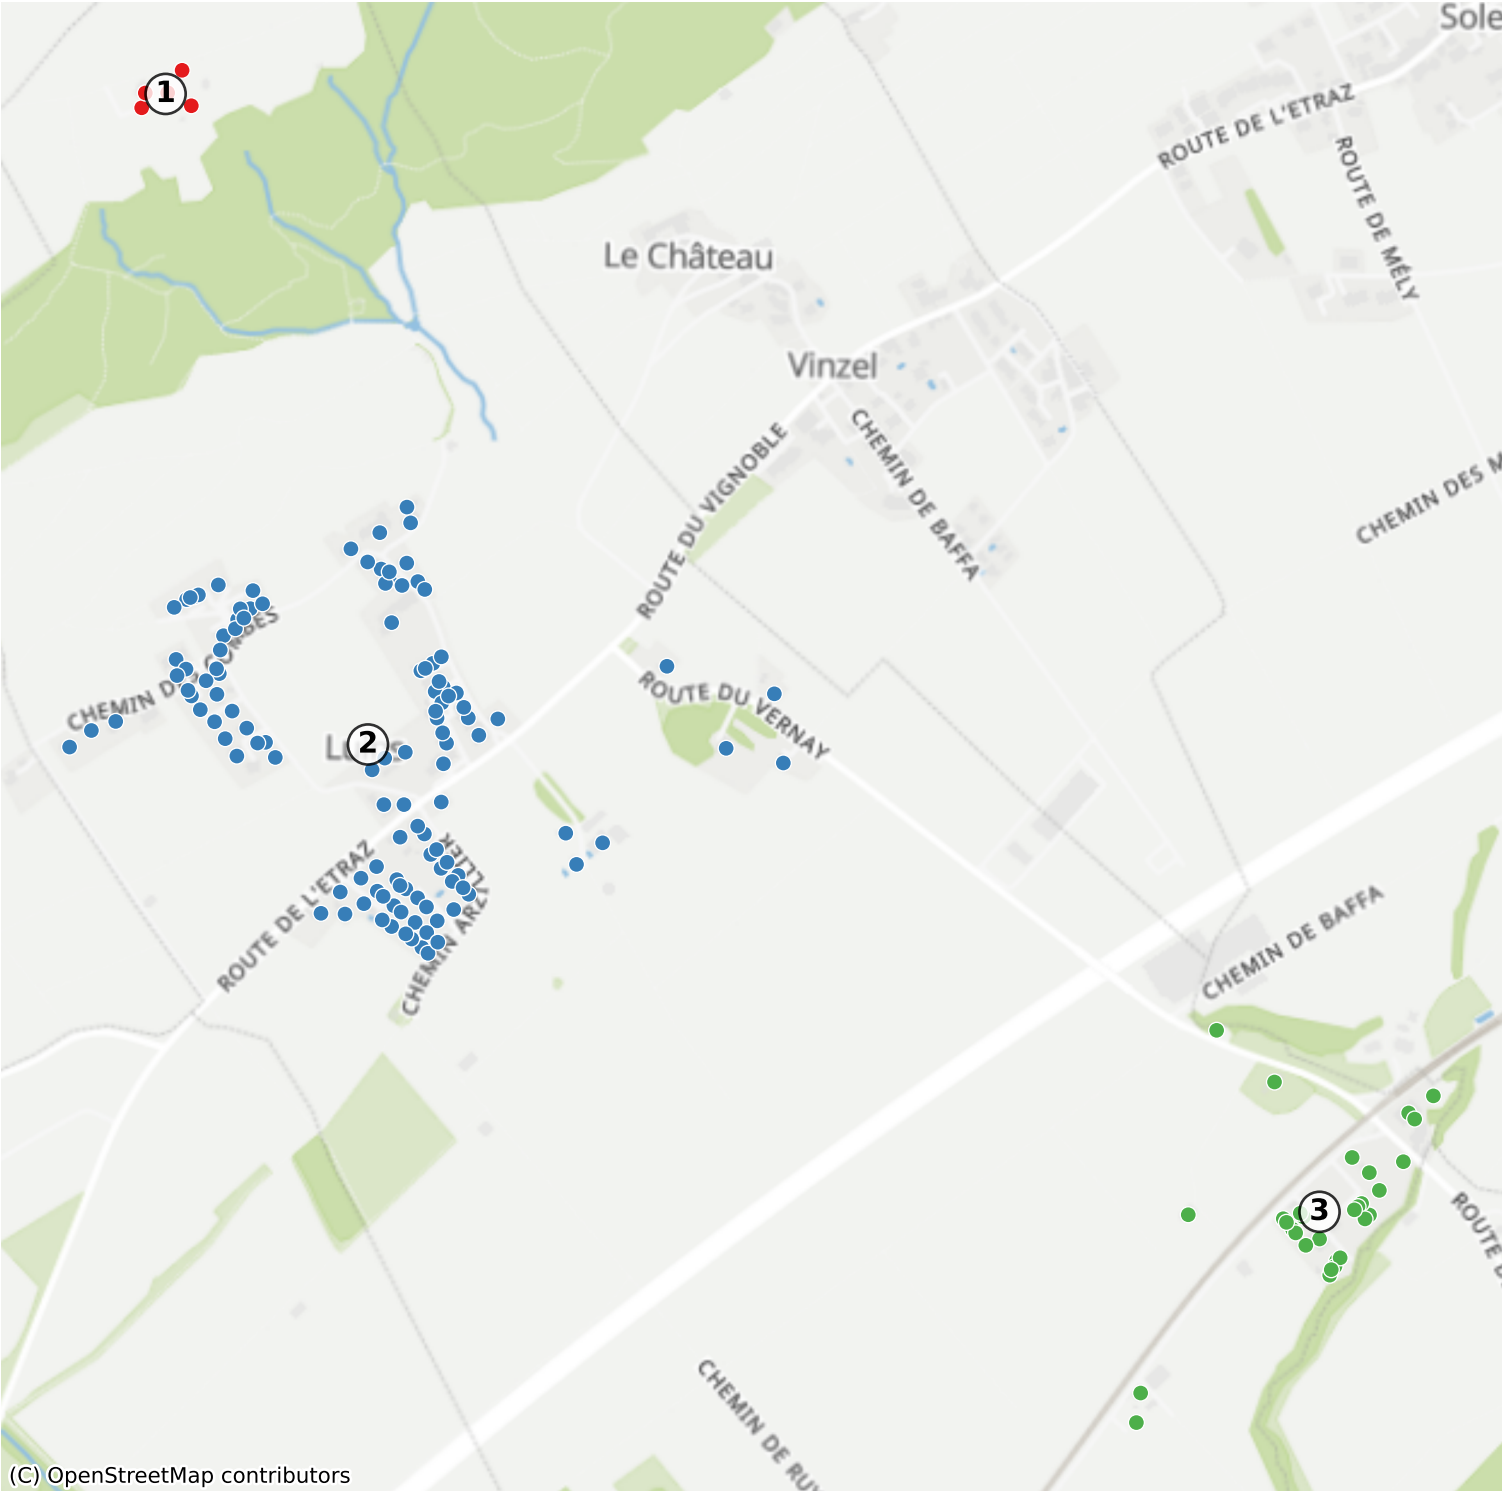 Sole
1
ROUTE DE L'ETRAZ
ROUTE DE MÉLY
Le Château
Vinzel
CHEMIN DE BAFFA
ROUTE DU VIGNOBLE
CHEMIN DES M
ROUTE DU VERNAY
2
ROUTE DE L'ETRAZ
CHEMIN DE BAFFA
3
ROUTE D
CHEMIN DE RUY
(C) OpenStreetMap contributors